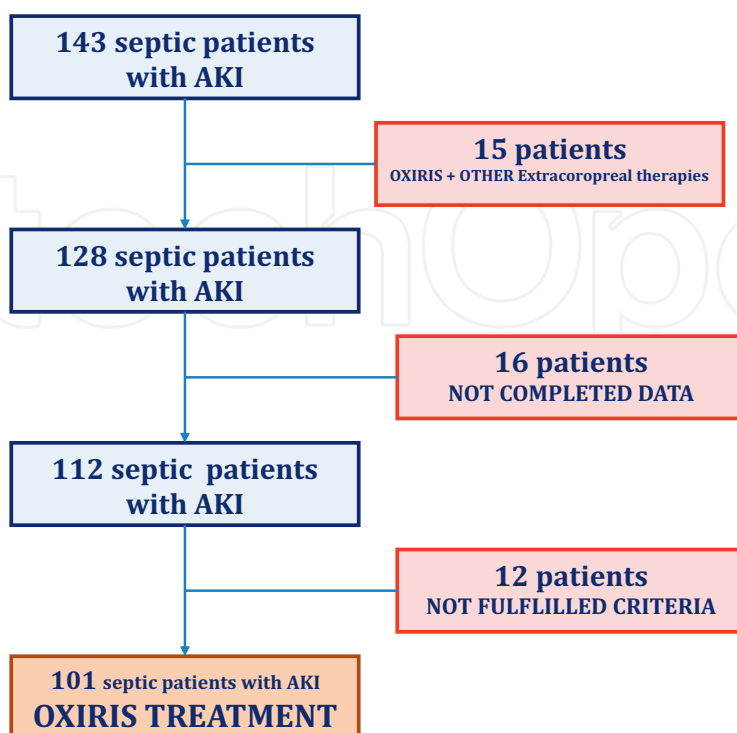 143 septic patients
with AKI
15 patients
OXIRIS + OTHER Extracoropreal therapies
128 septic patients
with AKI
16 patients
NOT COMPLETED DATA
112 septic patients
with AKI
12 patients
NOT FULFLILLED CRITERIA
101 septic patients with AKI
OXIRIS TREATMENT